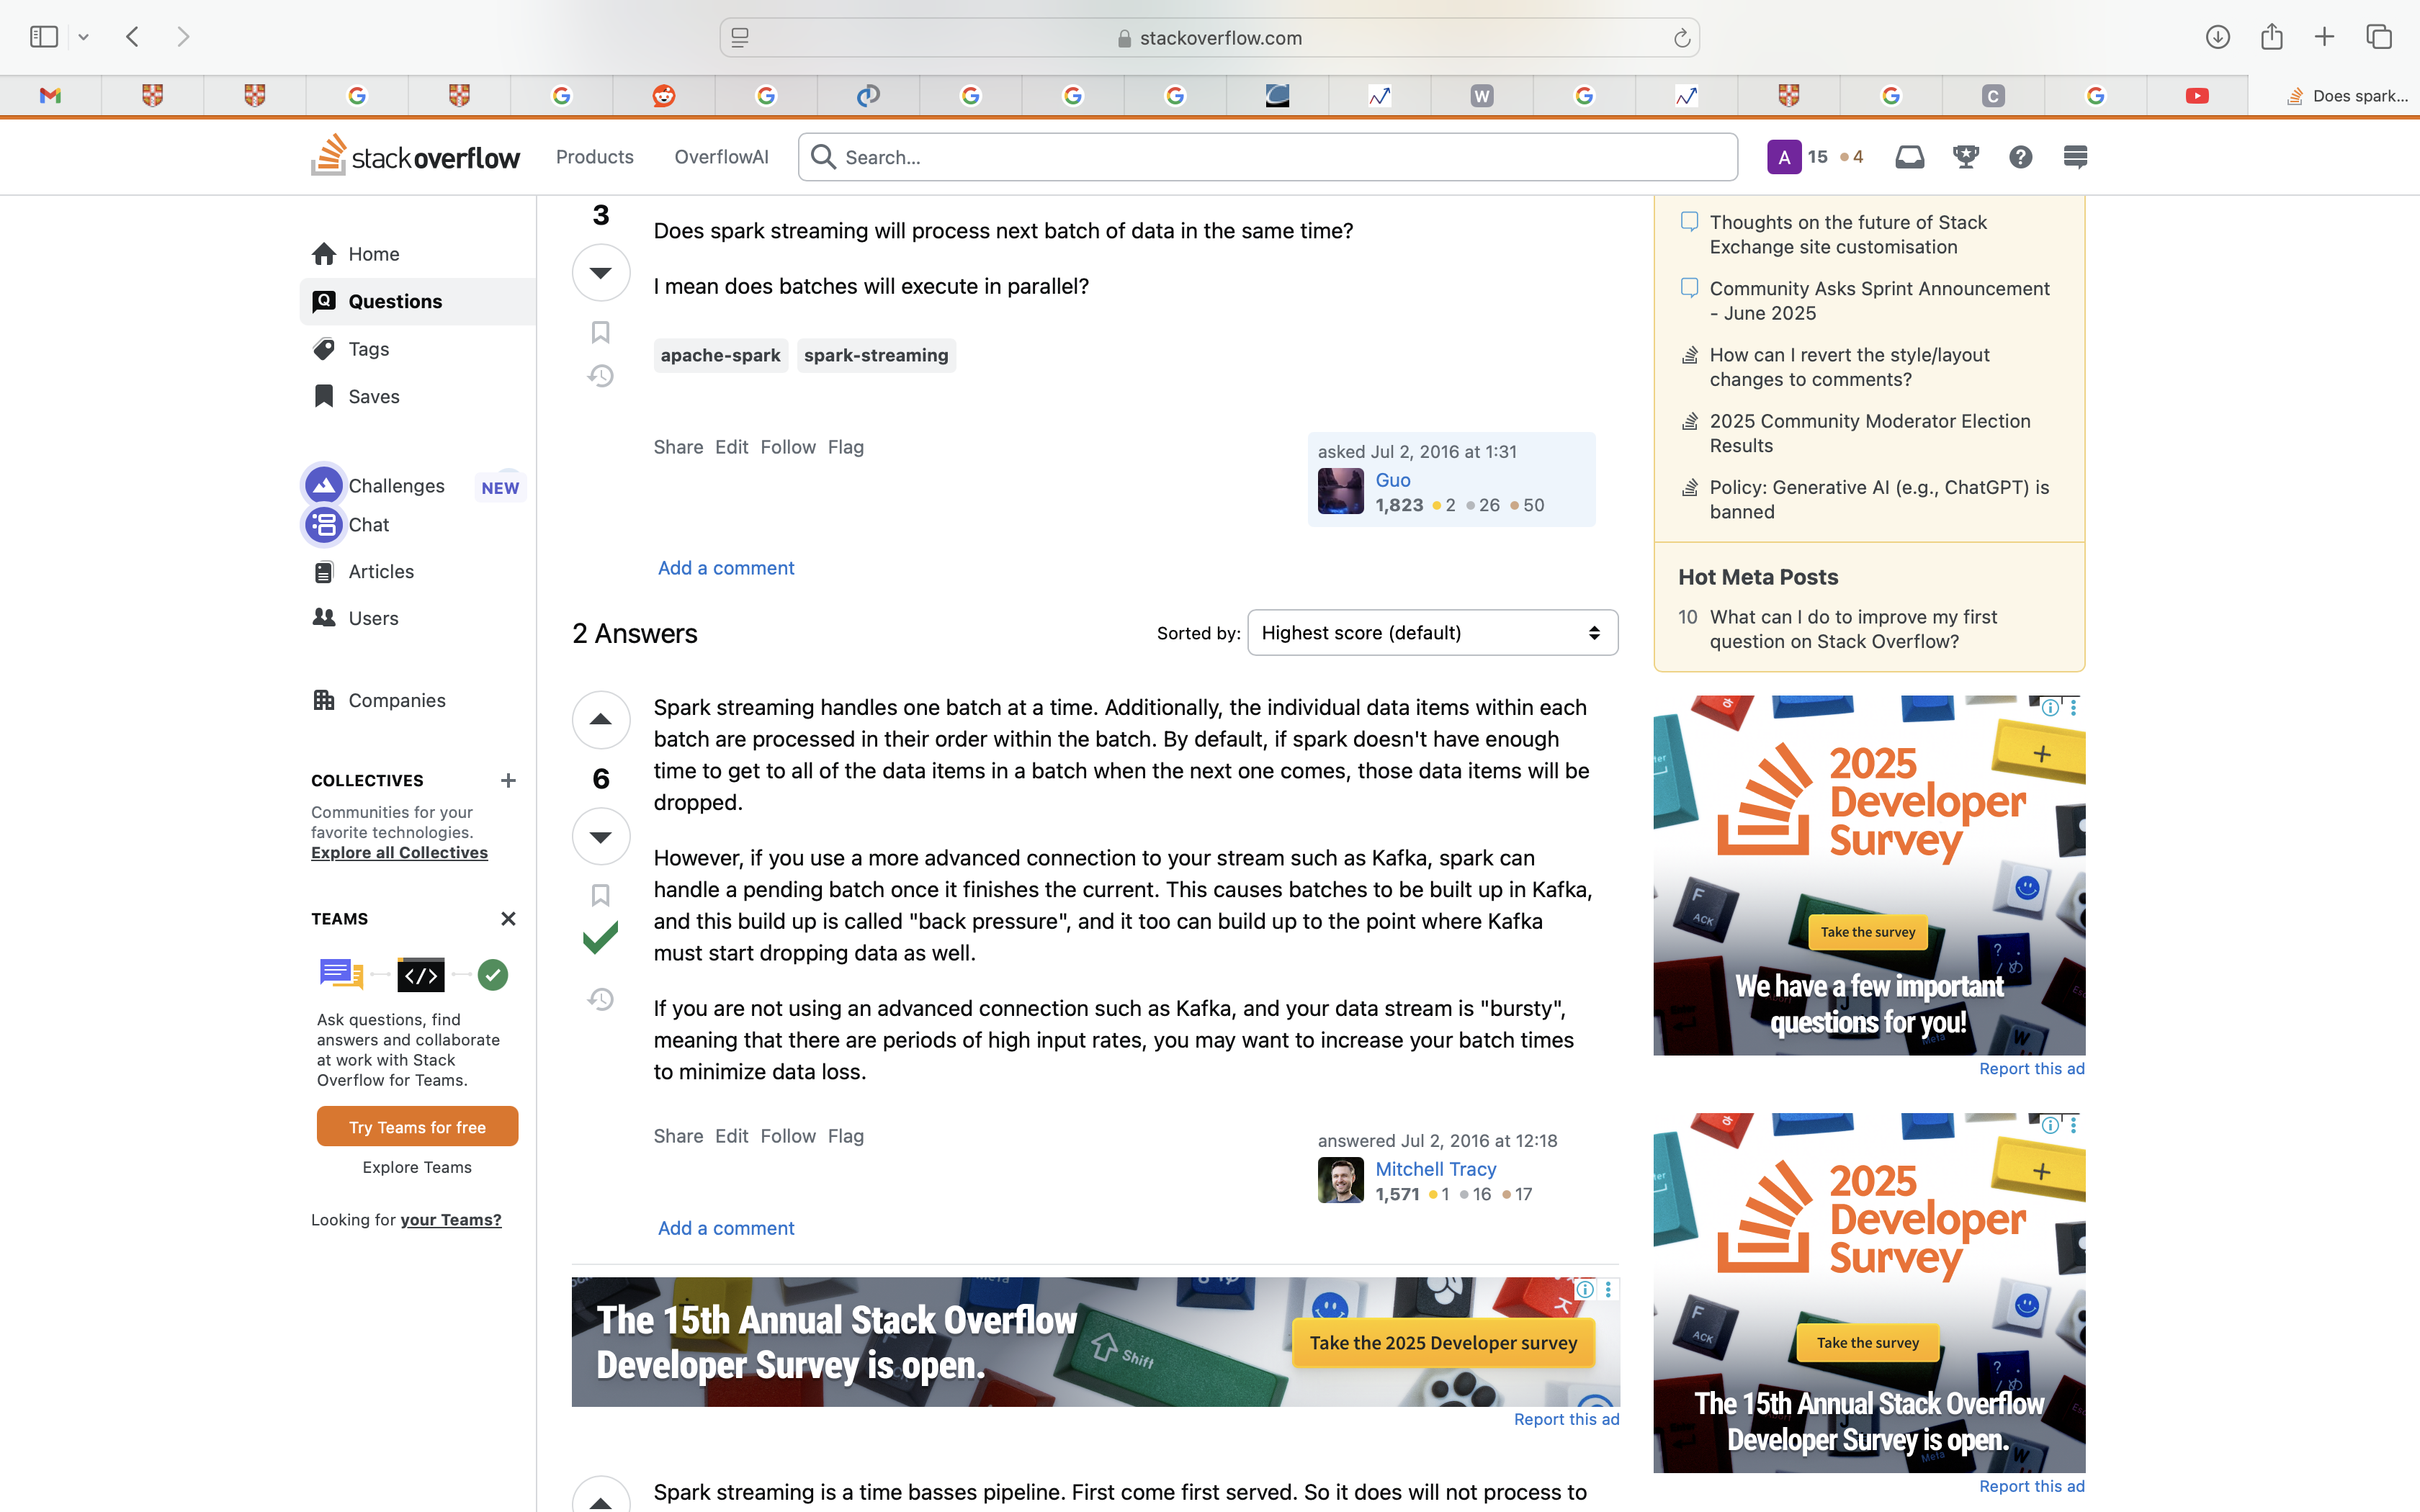 stackoverflow.com
W
C
Does spark...
stackoverflow
Products
OverflowAI
Search...
A
15
4
Home
Questions
Tags
Saves
Challenges
NEW
Chat
Articles
Users
Companies
COLLECTIVES
Communities for your
favorite technologies.
Explore all Collectives
TEAMS
Ask questions, find
answers and collaborate
at work with Stack
Overflow for Teams.
Try Teams for free
Explore Teams
Looking for your Teams?
3
Does spark streaming will process next batch of data in the same time?
I mean does batches will execute in parallel?
apache-spark
spark-streaming
Share Edit Follow Flag
asked Jul 2, 2016 at 1:31
Guo
1,823 2 26 50
Add a comment
2 Answers
Sorted by:
Highest score (default)
6
Spark streaming handles one batch at a time. Additionally, the individual data items within each
batch are processed in their order within the batch. By default, if spark doesn't have enough
time to get to all of the data items in a batch when the next one comes, those data items will be
dropped.
However, if you use a more advanced connection to your stream such as Kafka, spark can
handle a pending batch once it finishes the current. This causes batches to be built up in Kafka,
and this build up is called "back pressure", and it too can build up to the point where Kafka
must start dropping data as well.
If you are not using an advanced connection such as Kafka, and your data stream is "bursty",
meaning that there are periods of high input rates, you may want to increase your batch times
to minimize data loss.
Share Edit Follow Flag
answered Jul 2, 2016 at 12:18
Mitchell Tracy
1,571 1 16 17
Add a comment
The 15th Annual Stack Overflow
Developer Survey is open.
Shift
Take the 2025 Developer survey
Report this ad
Spark streaming is a time basses pipeline. First come first served. So it does will not process to
Thoughts on the future of Stack
Exchange site customisation
Community Asks Sprint Announcement
- June 2025
How can I revert the style/layout
changes to comments?
2025 Community Moderator Election
Results
Policy: Generative AI (e.g., ChatGPT) is
banned
Hot Meta Posts
10 What can I do to improve my first
question on Stack Overflow?
2025
Developer
Survey
F
ACK
Take the survey
We have a few important
questions for you!
Report this ad
2025
Developer
Survey
F
ACK
Take the survey
The 15th Annual Stack Overflow
Developer Survey is open.
Report this ad